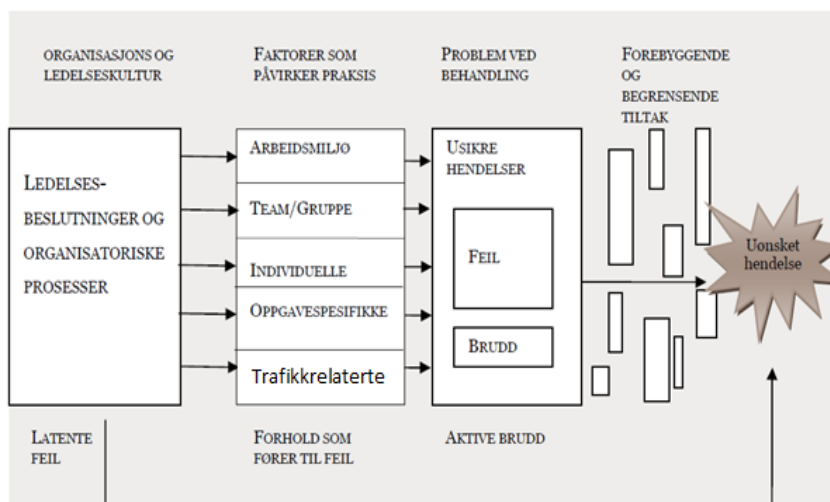 ORGANISASJONS OG
LEDELSESKULTUR
FAKTORER SOM
PÅVIRKER PRAKSIS
PROBLEM VED
BEHANDLING
FOREBYGGENDE
OG
BEGRENSENDE
TILTAK
LEDELSES-
BESLUTNINGER OG
ORGANISATORISKE
PROSESSER
ARBEIDSMILJØ
TEAM/GRUPPE
INDIVIDUELLE
OPPGAVESPESIFIKKE
Trafikkrelaterte
USIKRE
HENDELSER
FEIL
BRUDD
Uønsket
hendelse
LATENTE
FEIL
FORHOLD SOM
FØRER TIL FEIL
AKTIVE BRUDD